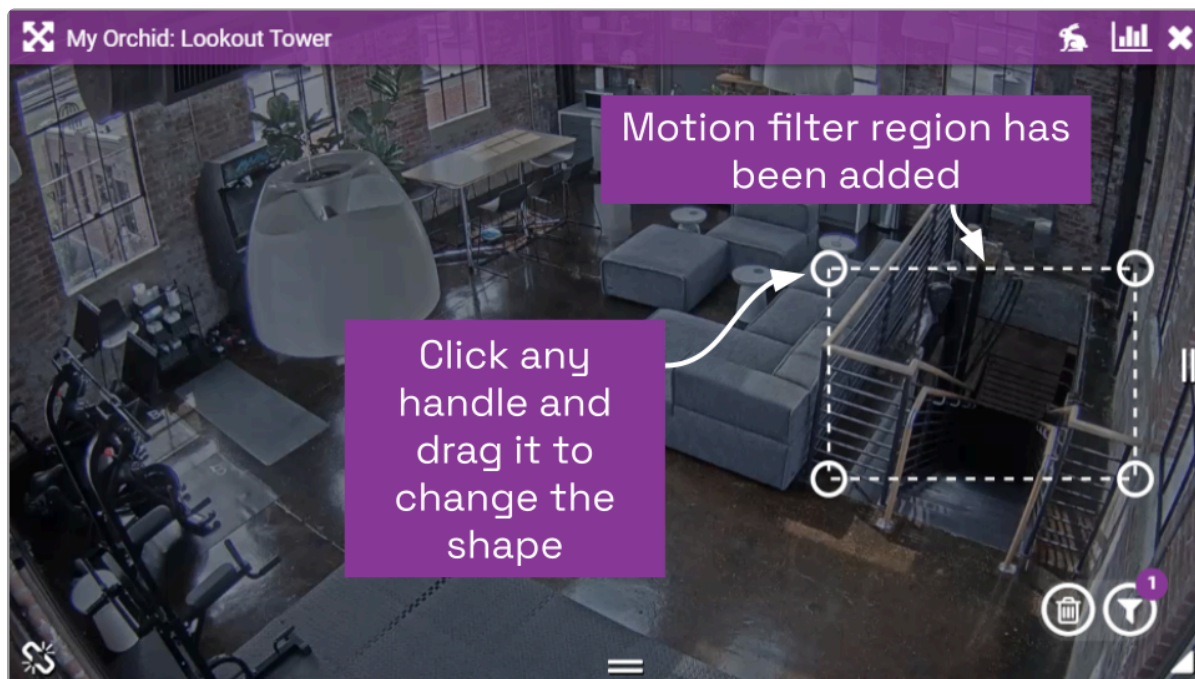 My Orchid: Lookout Tower
Motion filter region has
been added
Click any
handle and
drag it to
change the
shape
1